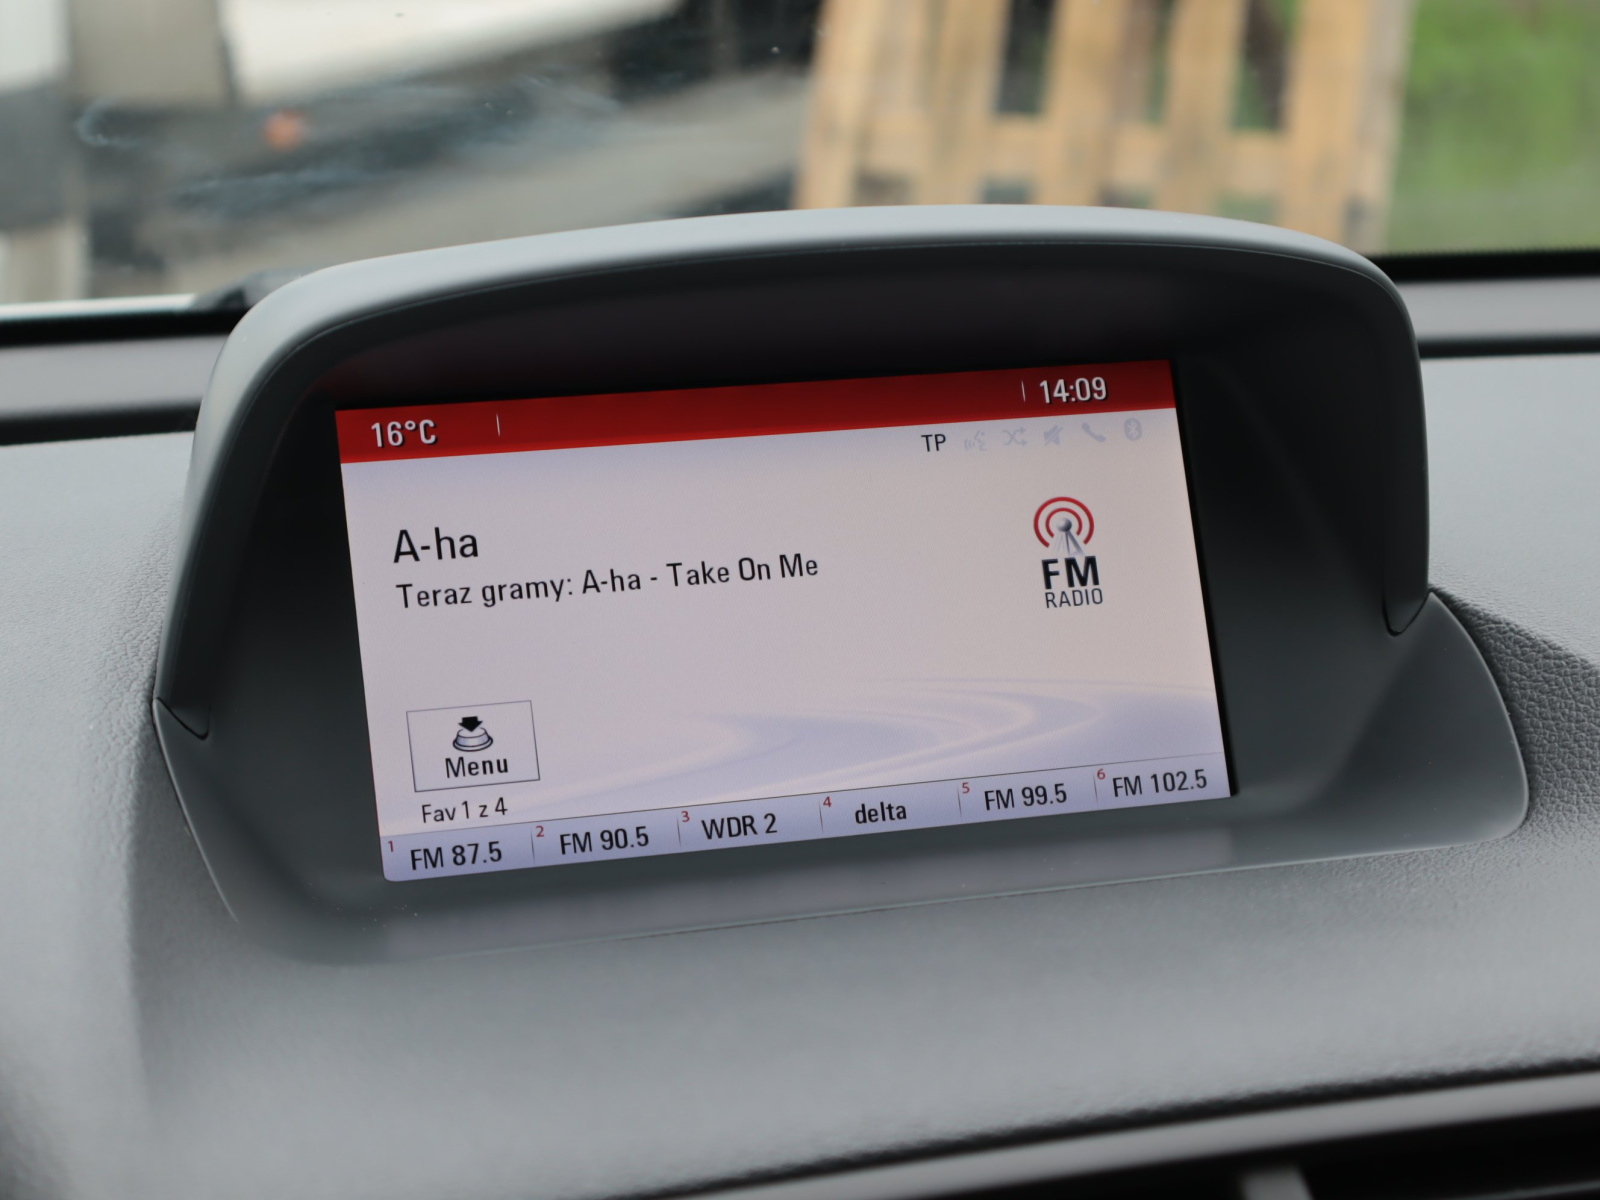 16°C 14:09
TP
A-ha
Teraz gramy: A-ha - Take On Me
FM
RADIO
Menu
Fav 1 z 4
1 FM 87.5 2 FM 90.5 3 WDR 2 4 delta 5 FM 99.5 6 FM 102.5